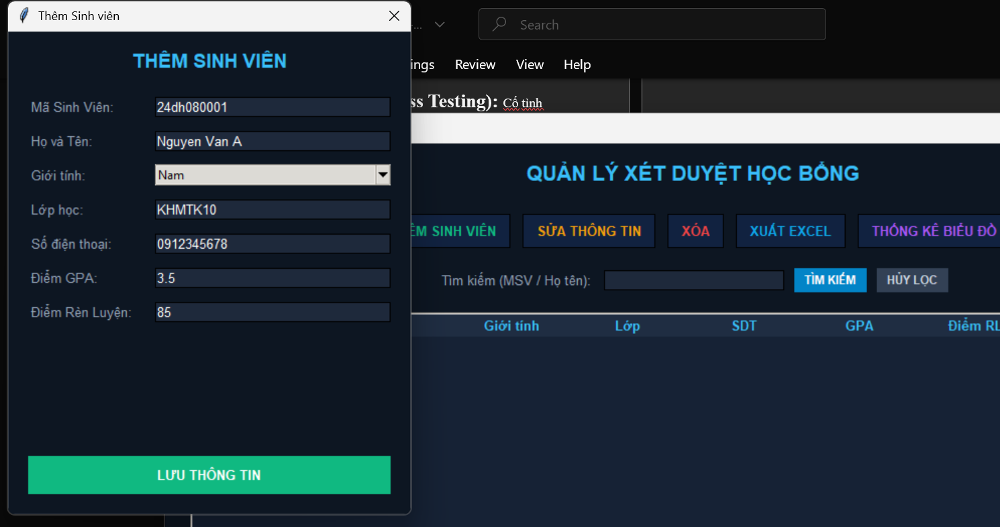 Thêm Sinh viên
THÊM SINH VIÊN
Mã Sinh Viên: 24dh080001
Họ và Tên: Nguyen Van A
Giới tính: Nam
Lớp học: KHMTK10
Số điện thoại: 0912345678
Điểm GPA: 3.5
Điểm Rèn Luyện: 85
LƯU THÔNG TIN
... Search
ings Review View Help
ss Testing): Cố tình
QUẢN LÝ XÉT DUYỆT HỌC BỔNG
ÊM SINH VIÊN SỬA THÔNG TIN XÓA XUẤT EXCEL THỐNG KÊ BIỂU ĐỒ
Tìm kiếm (MSV / Họ tên): TÌM KIẾM HỦY LỌC
Giới tính Lớp SDT GPA Điểm RL